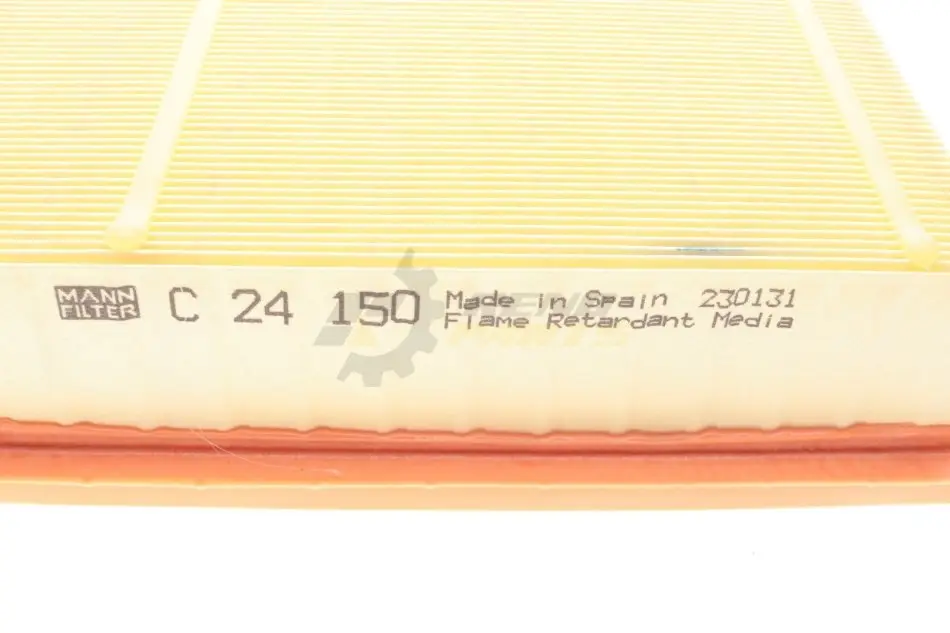 MANN
FILTER
C 24 150
Made in Spain 230131
Flame Retardant Media